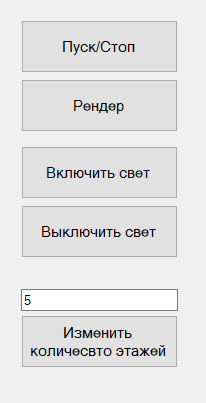 Пуск/Стоп
Рендер
Включить свет
Выключить свет
5
Изменить
количесвто этажей